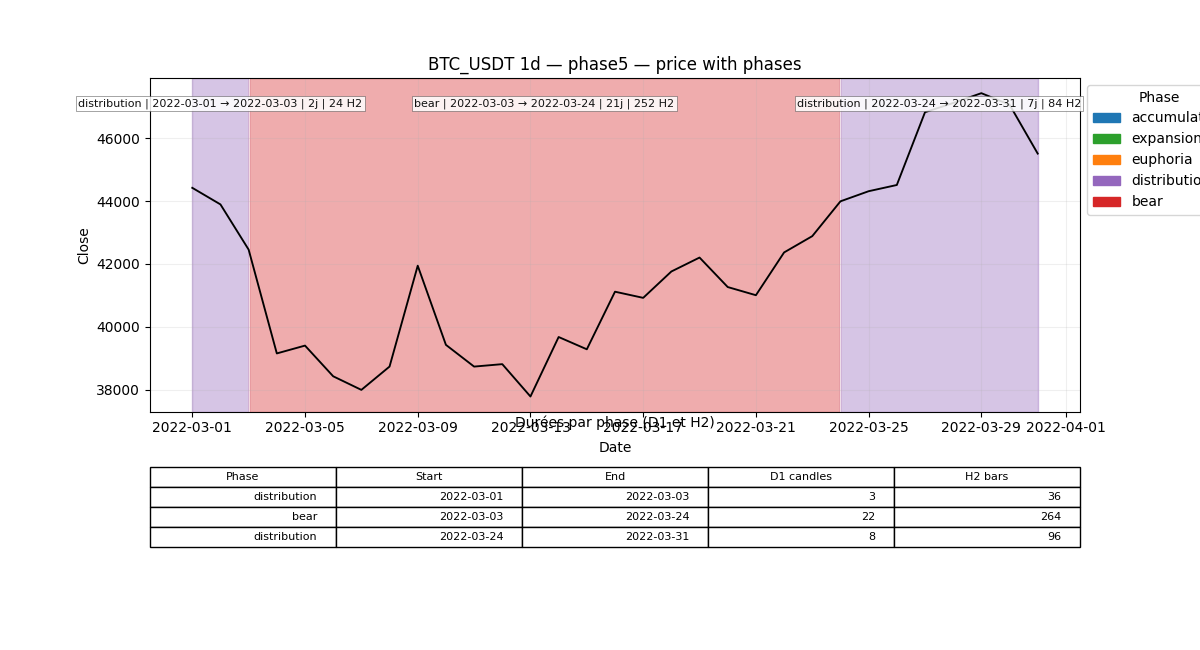 BTC_USDT 1d — phase5 — price with phases
distribution | 2022-03-01 → 2022-03-03 | 2j | 24 H2
bear | 2022-03-03 → 2022-03-24 | 21j | 252 H2
distribution | 2022-03-24 → 2022-03-31 | 7j | 84 H2
Phase
accumulat
expansion
euphoria
distributio
bear
46000
44000
42000
40000
38000
Close
Durées par phase (D1 et H2)
2022-03-01 2022-03-05 2022-03-09 2022-03-13 2022-03-17 2022-03-21 2022-03-25 2022-03-29 2022-04-01
Date
Phase Start End D1 candles H2 bars
distribution 2022-03-01 2022-03-03 3 36
bear 2022-03-03 2022-03-24 22 264
distribution 2022-03-24 2022-03-31 8 96